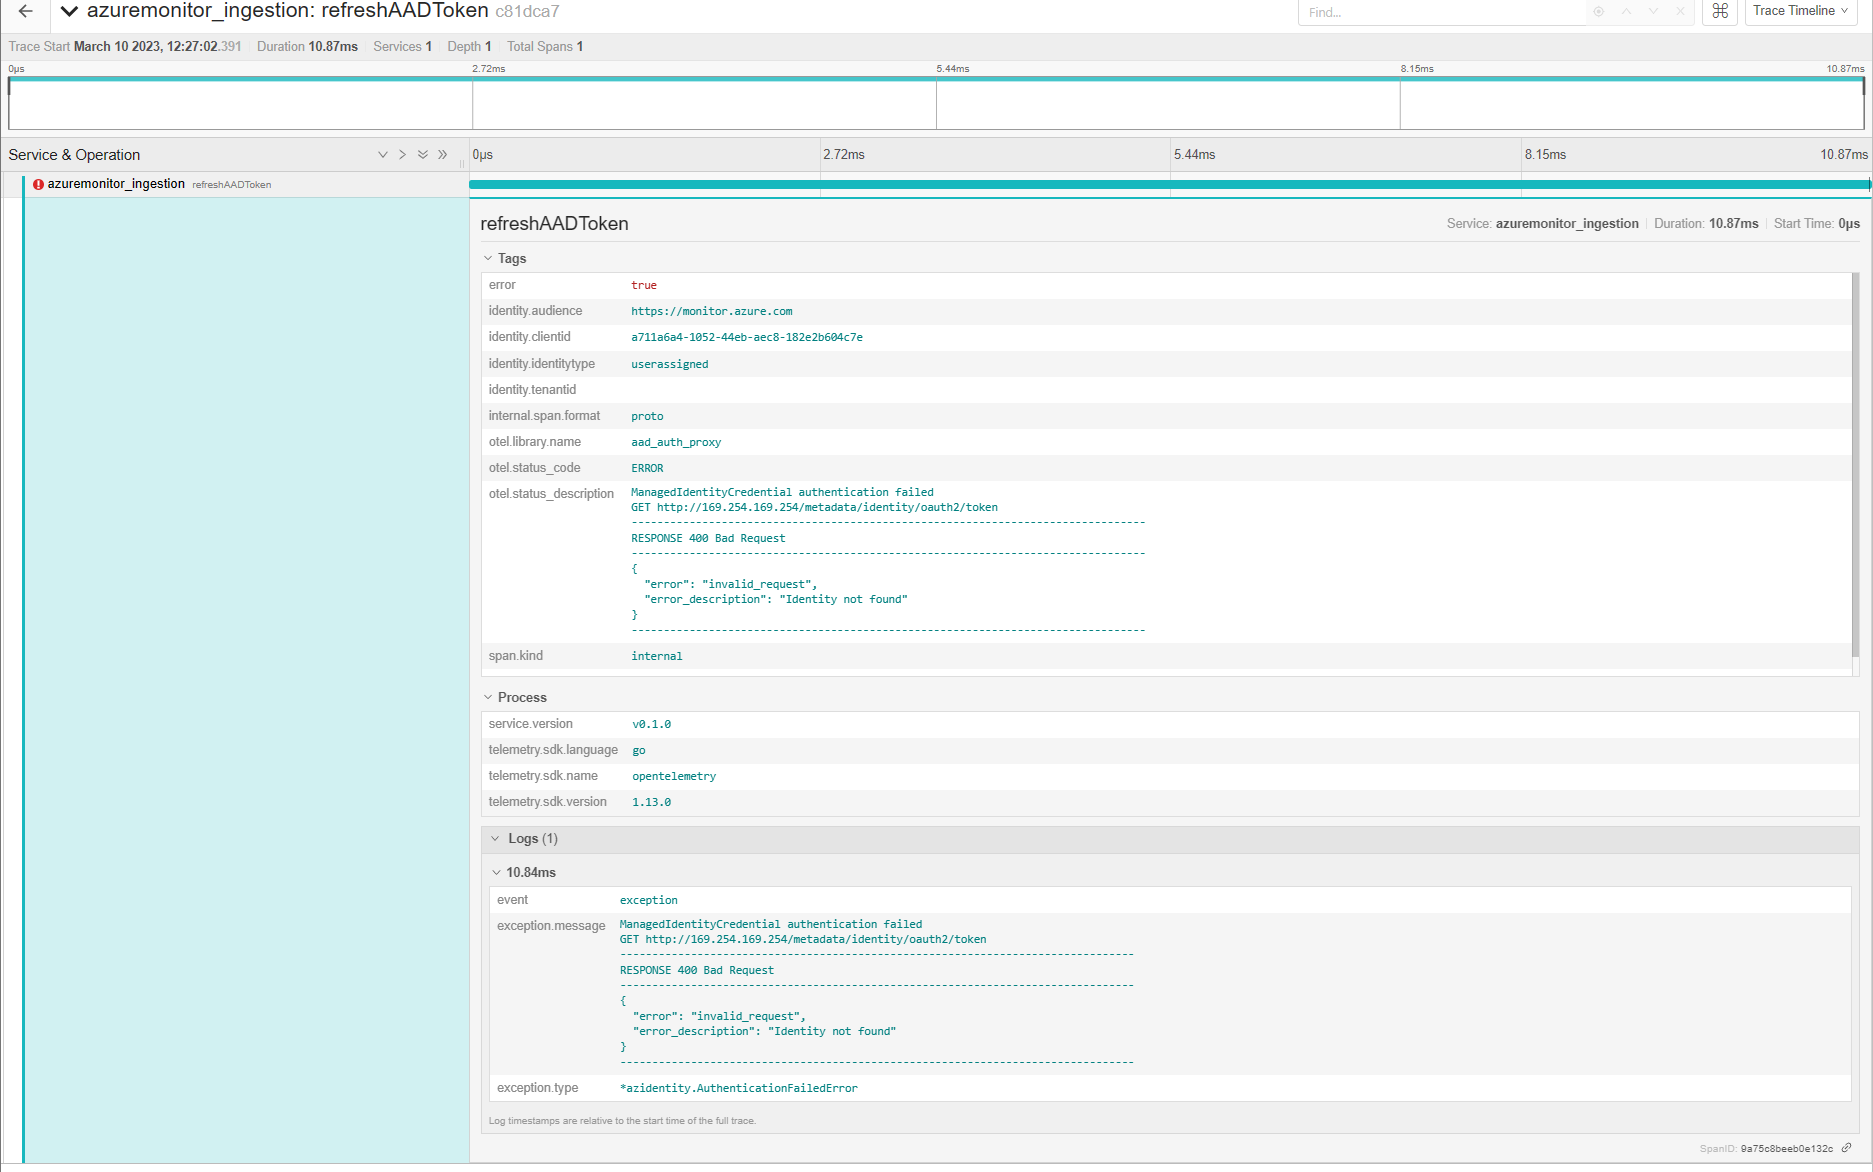 azuremonitor_ingestion: refreshAADToken c81dca7
Find...
Trace Timeline
Trace Start March 10 2023, 12:27:02.391 Duration 10.87ms Services 1 Depth 1 Total Spans 1
0μs 2.72ms 5.44ms 8.15ms 10.87ms
Service & Operation 0μs 2.72ms 5.44ms 8.15ms 10.87ms
azuremonitor_ingestion refreshAADToken
refreshAADToken Service: azuremonitor_ingestion Duration: 10.87ms Start Time: 0μs
Tags
error true
identity.audience https://monitor.azure.com
identity.clientid a711a6a4-1052-44eb-aec8-182e2b604c7e
identity.identitytype userassigned
identity.tenantid
internal.span.format proto
otel.library.name aad_auth_proxy
otel.status_code ERROR
otel.status_description ManagedIdentityCredential authentication failed
GET http://169.254.169.254/metadata/identity/oauth2/token
--------------------------------------------------------------------------------
RESPONSE 400 Bad Request
--------------------------------------------------------------------------------
{
"error": "invalid_request",
"error_description": "Identity not found"
}
--------------------------------------------------------------------------------
span.kind internal
Process
service.version v0.1.0
telemetry.sdk.language go
telemetry.sdk.name opentelemetry
telemetry.sdk.version 1.13.0
Logs (1)
10.84ms
event exception
exception.message ManagedIdentityCredential authentication failed
GET http://169.254.169.254/metadata/identity/oauth2/token
--------------------------------------------------------------------------------
RESPONSE 400 Bad Request
--------------------------------------------------------------------------------
{
"error": "invalid_request",
"error_description": "Identity not found"
}
--------------------------------------------------------------------------------
exception.type *azidentity.AuthenticationFailedError
Log timestamps are relative to the start time of the full trace.
SpanID: 9a75c8beeb0e132c